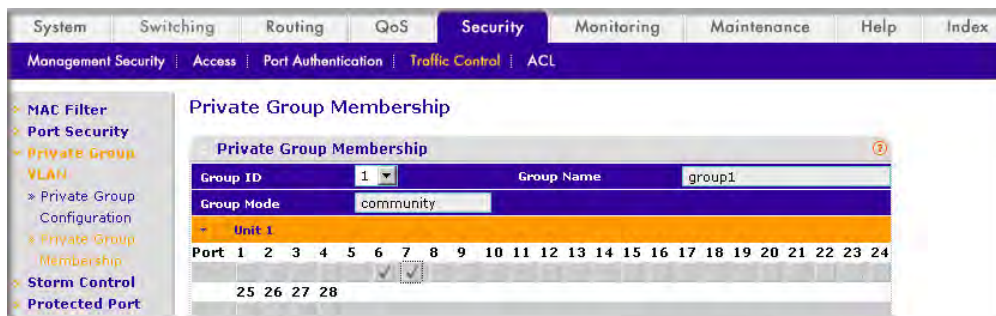 System Switching Routing QoS Security Monitoring Maintenance Help Index
Management Security Access Port Authentication Traffic Control ACL
MAC Filter
Port Security
Private Group
VLAN
» Private Group
Configuration
» Private Group
Membership
Storm Control
Protected Port
Private Group Membership
Private Group Membership
Group ID 1 Group Name group1
Group Mode community
Unit 1
Port 1 2 3 4 5 6 7 8 9 10 11 12 13 14 15 16 17 18 19 20 21 22 23 24
25 26 27 28